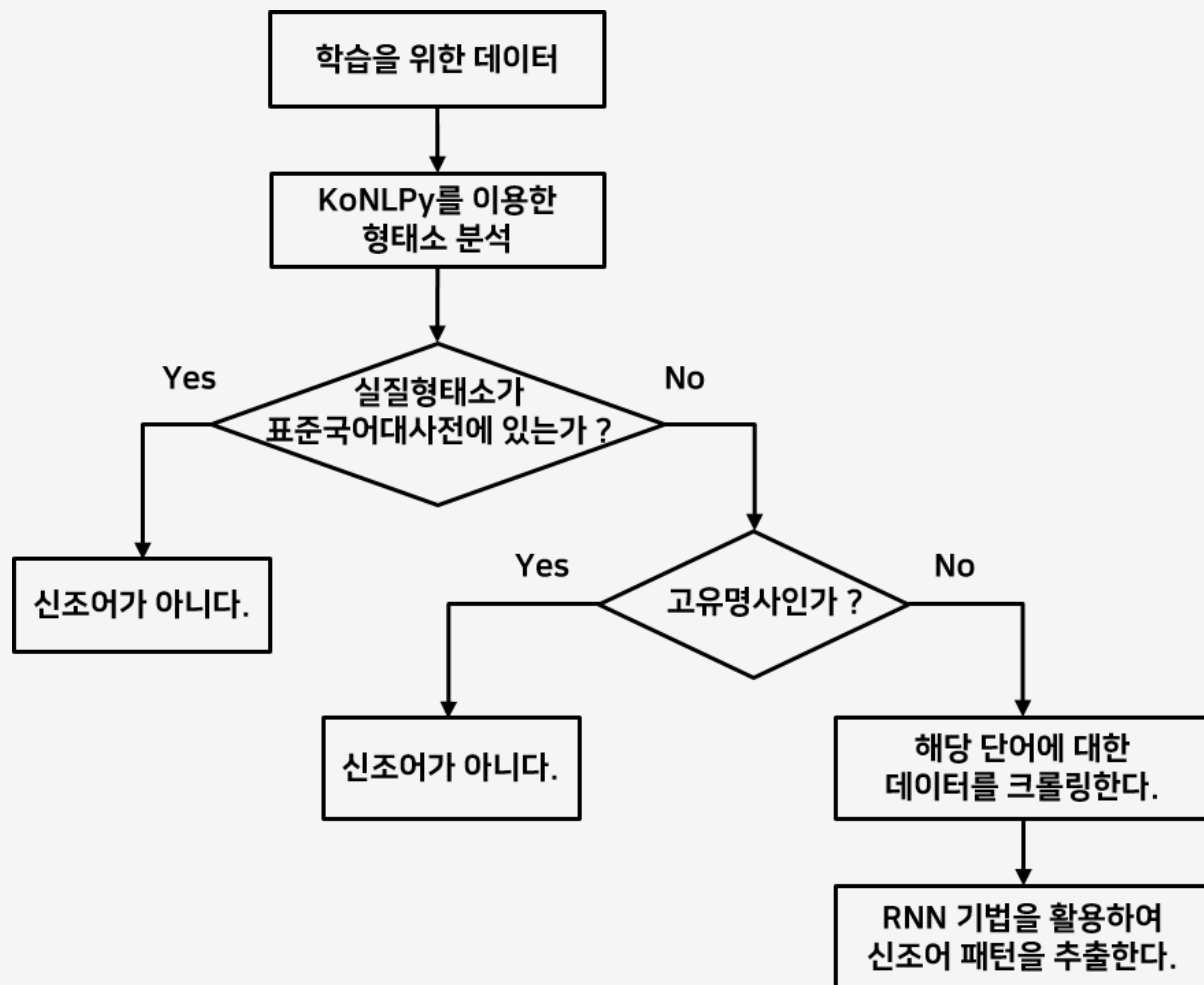 학습을 위한 데이터
KoNLPy를 이용한
형태소 분석
Yes
No
실질형태소가
표준국어대사전에 있는가 ?
신조어가 아니다.
Yes
No
고유명사인가 ?
신조어가 아니다.
해당 단어에 대한
데이터를 크롤링한다.
RNN 기법을 활용하여
신조어 패턴을 추출한다.